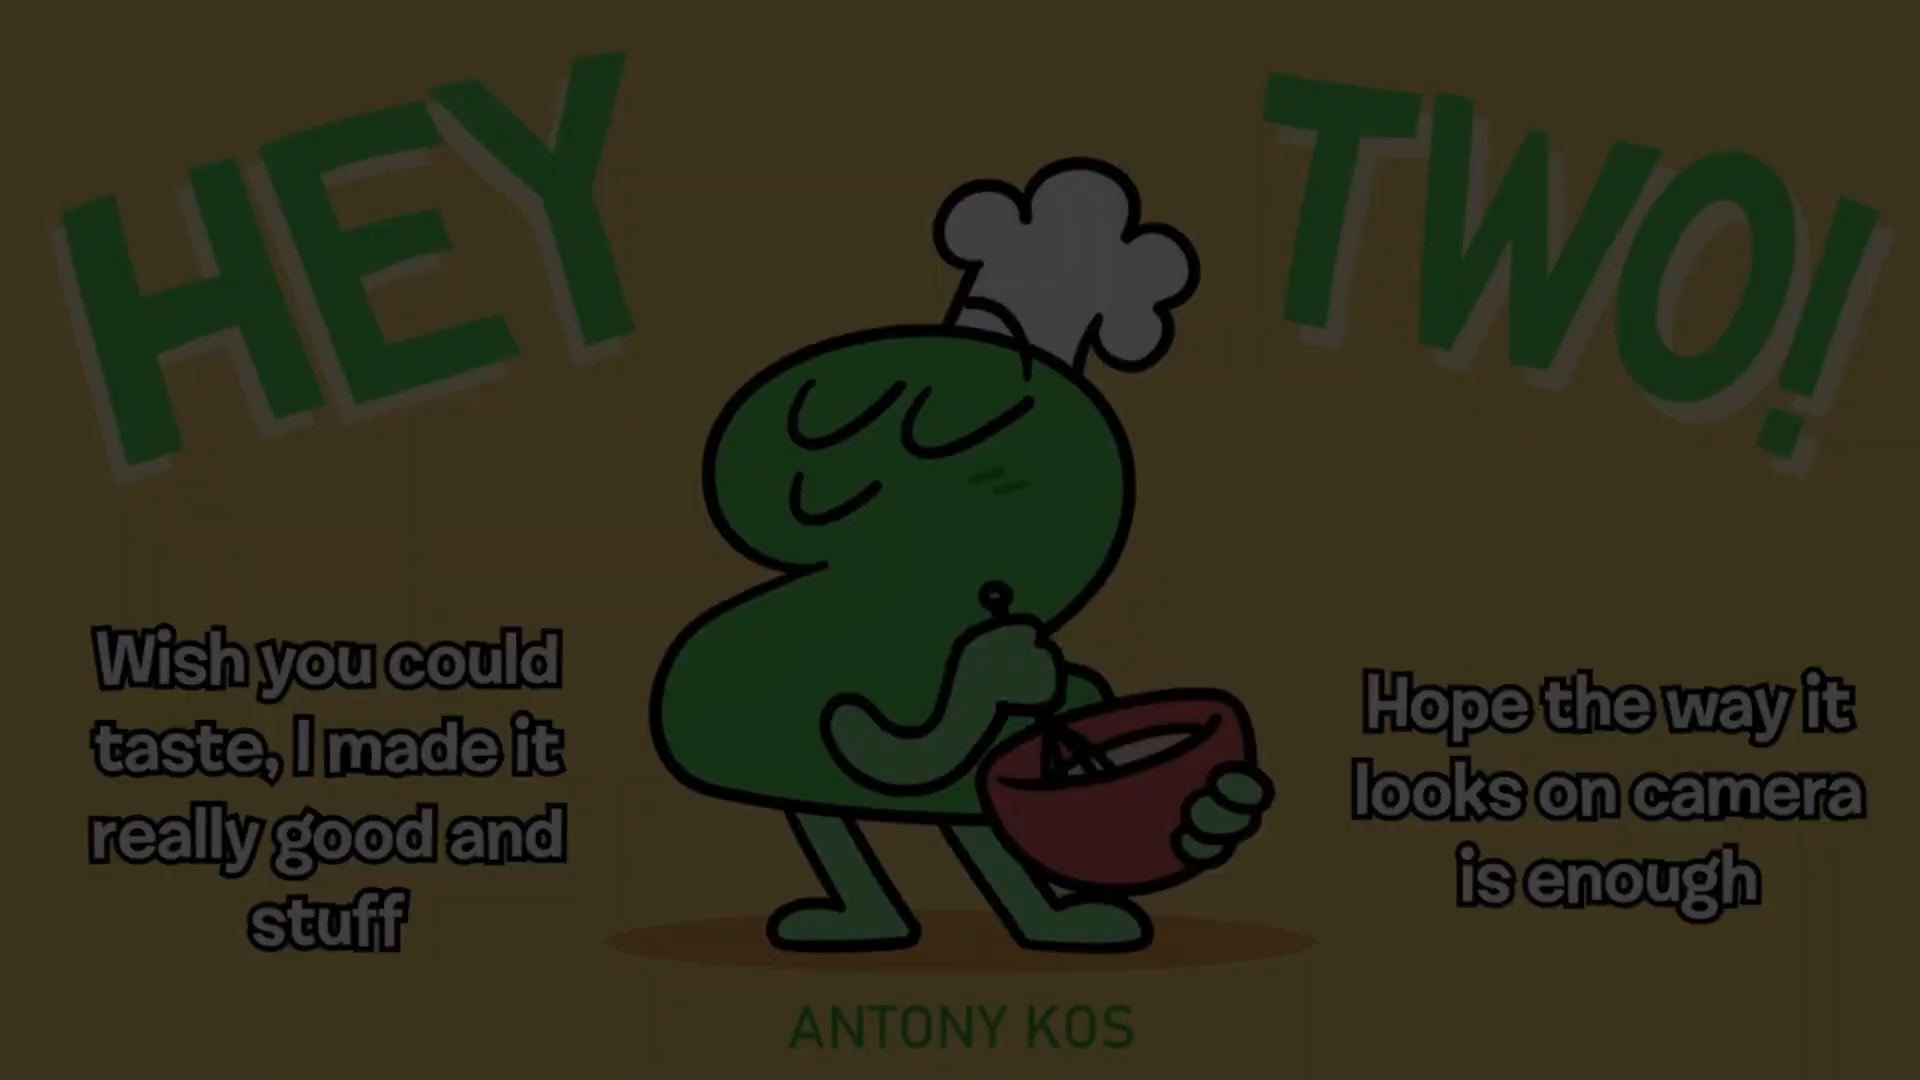 HEY TWO!
Wish you could
taste, I made it
really good and
stuff
Hope the way it
looks on camera
is enough
ANTONY KOS